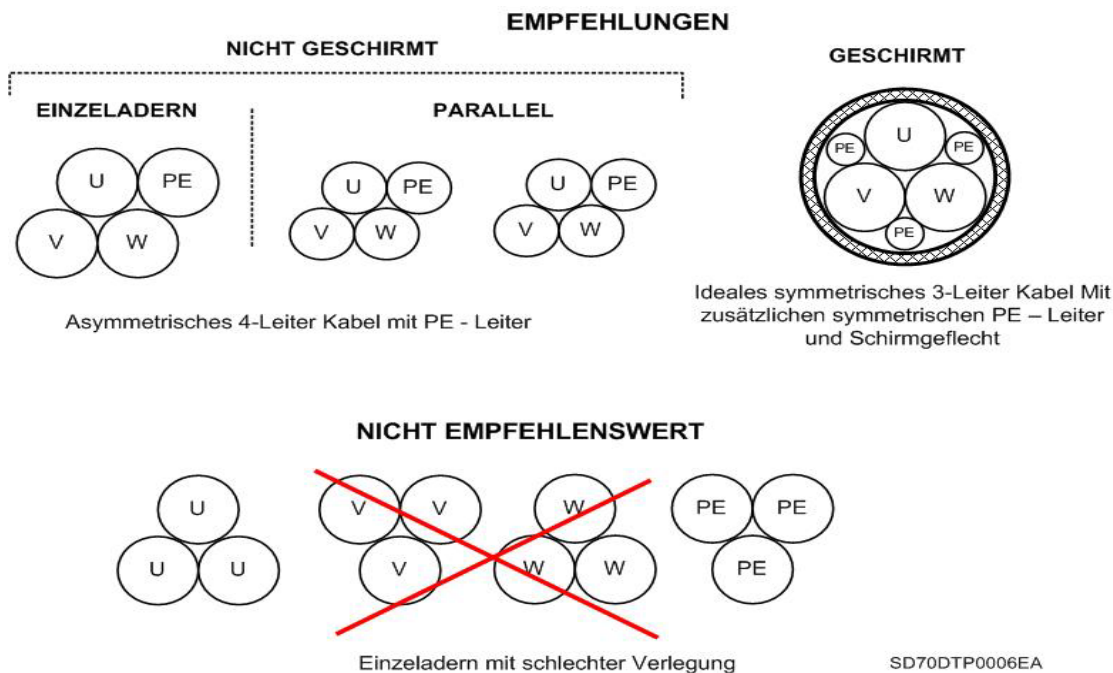 EMPFEHLUNGEN
NICHT GESCHIRMT
GESCHIRMT
EINZELADERN
PARALLEL
U PE
V W
U PE
V W
U PE
V W
U
PE PE
V W
PE
Asymmetrisches 4-Leiter Kabel mit PE - Leiter
Ideales symmetrisches 3-Leiter Kabel Mit
zusätzlichen symmetrischen PE – Leiter
und Schirmgeflecht
NICHT EMPFEHLENSWERT
U
U U
V V
V
W
W W
PE PE
PE
Einzeladern mit schlechter Verlegung
SD70DTP0006EA